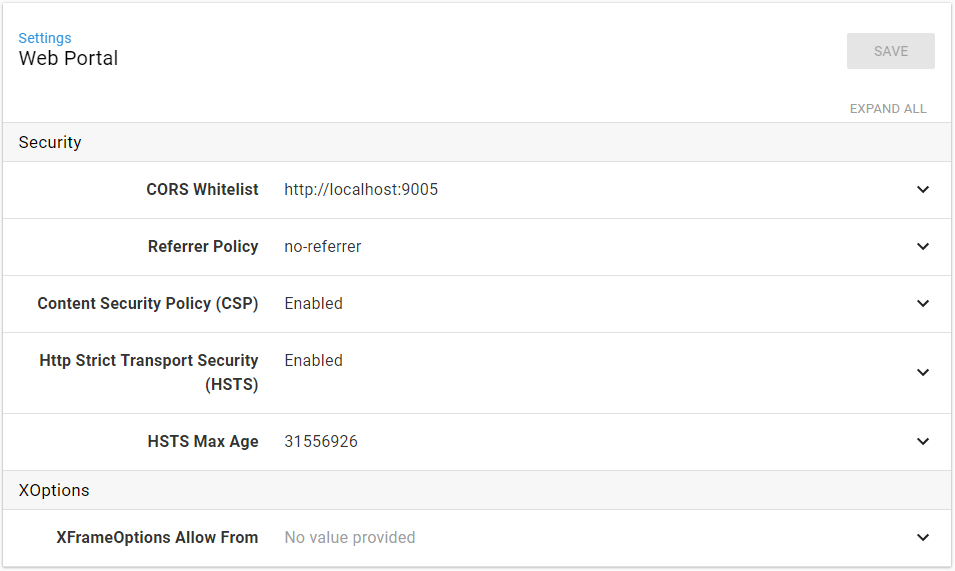 Settings
Web Portal
SAVE
EXPAND ALL
Security
CORS Whitelist http://localhost:9005
Referrer Policy no-referrer
Content Security Policy (CSP) Enabled
Http Strict Transport Security Enabled
(HSTS)
HSTS Max Age 31556926
XOptions
XFrameOptions Allow From No value provided